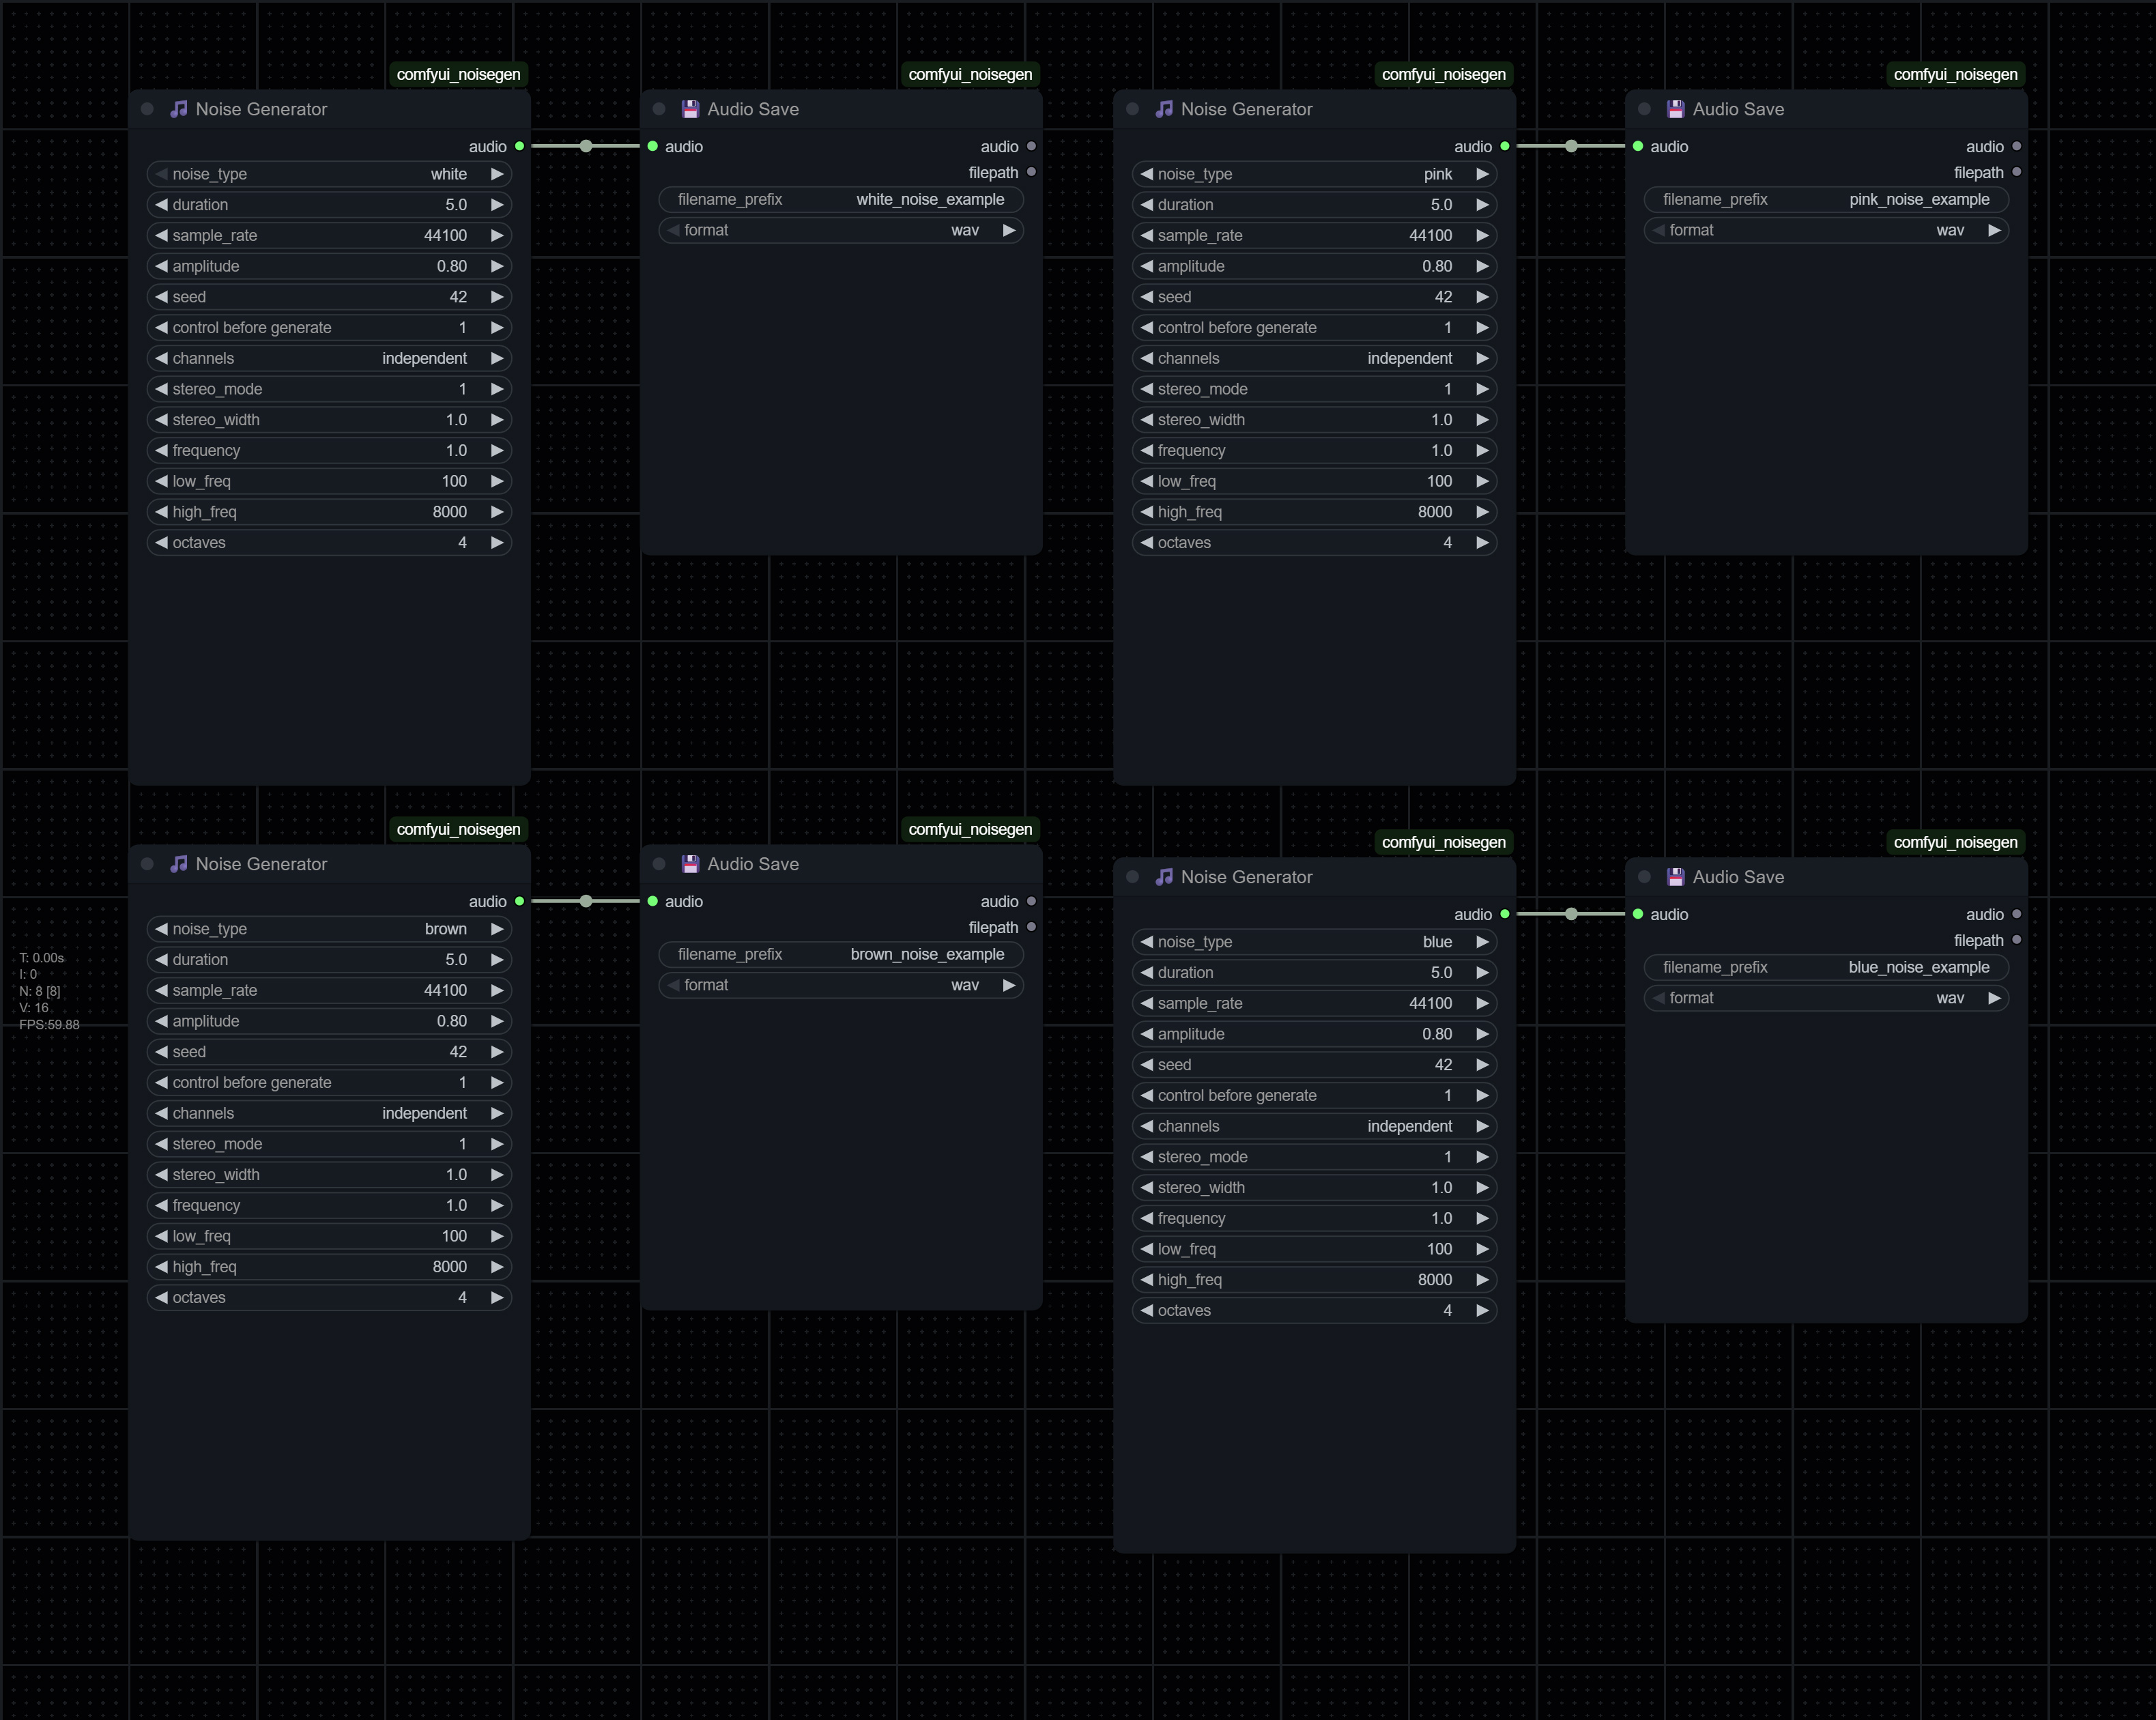 comfyui_noisegen
Noise Generator
audio
noise_type white
duration 5.0
sample_rate 44100
amplitude 0.80
seed 42
control before generate 1
channels independent
stereo_mode 1
stereo_width 1.0
frequency 1.0
low_freq 100
high_freq 8000
octaves 4
comfyui_noisegen
Audio Save
audio audio
filepath
filename_prefix white_noise_example
format wav
comfyui_noisegen
Noise Generator
audio
noise_type pink
duration 5.0
sample_rate 44100
amplitude 0.80
seed 42
control before generate 1
channels independent
stereo_mode 1
stereo_width 1.0
frequency 1.0
low_freq 100
high_freq 8000
octaves 4
comfyui_noisegen
Audio Save
audio audio
filepath
filename_prefix pink_noise_example
format wav
T: 0.00s
I: 0
N: 8 [8]
V: 16
FPS:59.88
comfyui_noisegen
Noise Generator
audio
noise_type brown
duration 5.0
sample_rate 44100
amplitude 0.80
seed 42
control before generate 1
channels independent
stereo_mode 1
stereo_width 1.0
frequency 1.0
low_freq 100
high_freq 8000
octaves 4
comfyui_noisegen
Audio Save
audio audio
filepath
filename_prefix brown_noise_example
format wav
comfyui_noisegen
Noise Generator
audio
noise_type blue
duration 5.0
sample_rate 44100
amplitude 0.80
seed 42
control before generate 1
channels independent
stereo_mode 1
stereo_width 1.0
frequency 1.0
low_freq 100
high_freq 8000
octaves 4
comfyui_noisegen
Audio Save
audio audio
filepath
filename_prefix blue_noise_example
format wav